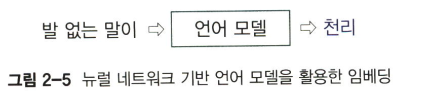 발 없는 말이 ⇨ 언어 모델 ⇨ 천리
그림 2-5 뉴럴 네트워크 기반 언어 모델을 활용한 임베딩